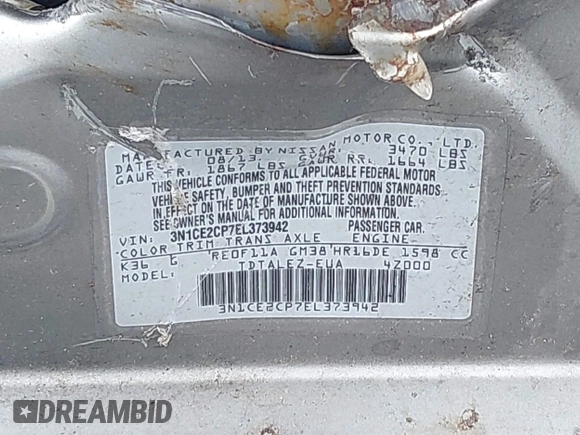 MANUFACTURED BY NISSAN MOTOR CO., LTD.
DATE: 08/13 GVWR: 3470 LBS
GAWR FR. 1867 LBS GAWR RR. 1664 LBS
THIS VEHICLE CONFORMS TO ALL APPLICABLE FEDERAL MOTOR
VEHICLE SAFETY, BUMPER AND THEFT PREVENTION STANDARDS
IN EFFECT ON THE DATE OF MANUFACTURE SHOWN ABOVE.
SEE OWNER'S MANUAL FOR ADDITIONAL INFORMATION.
VIN: 3N1CE2CP7EL373942 PASSENGER CAR
COLOR TRIM TRANS AXLE ENGINE
K36 G RE0F11A GM38 HR16DE 1598 CC
TDTALEZ-EUA 4Z000
3N1CE2CP7EL373942
DREAMBID